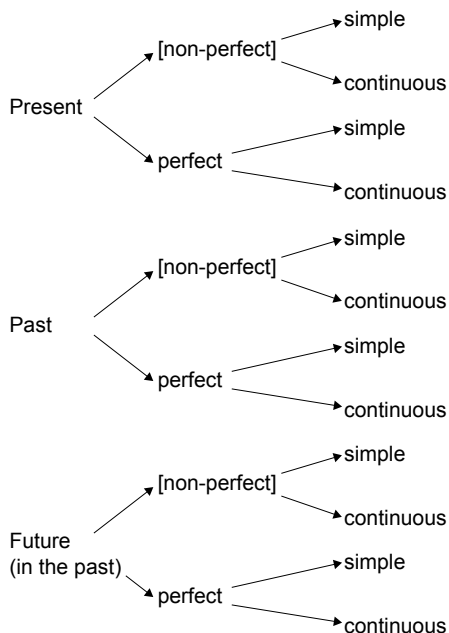 simple
[non-perfect]
continuous
Present
simple
perfect
continuous
simple
[non-perfect]
continuous
Past
simple
perfect
continuous
simple
[non-perfect]
continuous
Future
(in the past)
simple
perfect
continuous